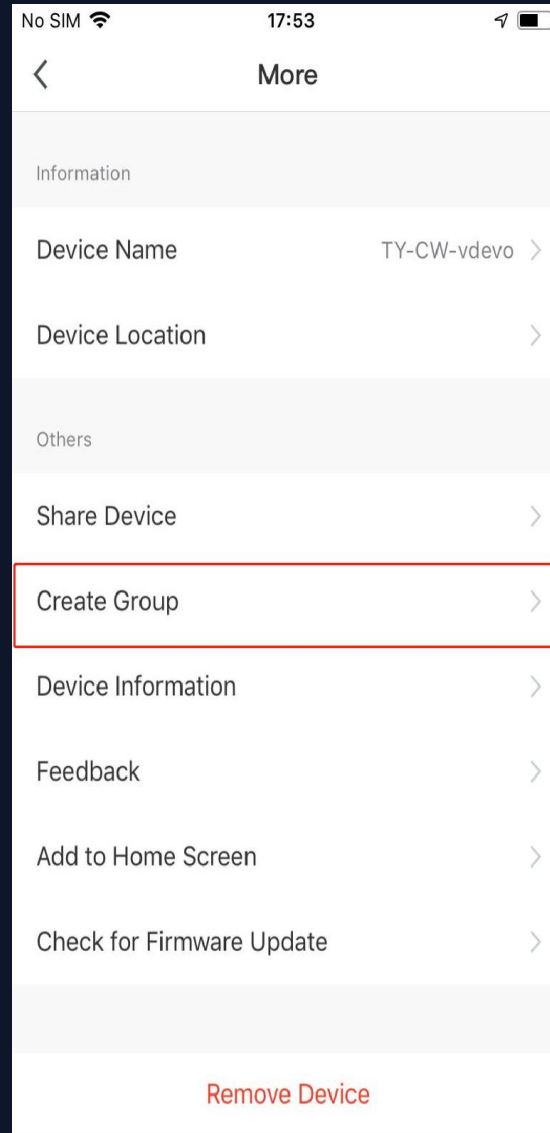 No SIM 17:53
More
Information
Device Name TY-CW-vdevo
Device Location
Others
Share Device
Create Group
Device Information
Feedback
Add to Home Screen
Check for Firmware Update
Remove Device